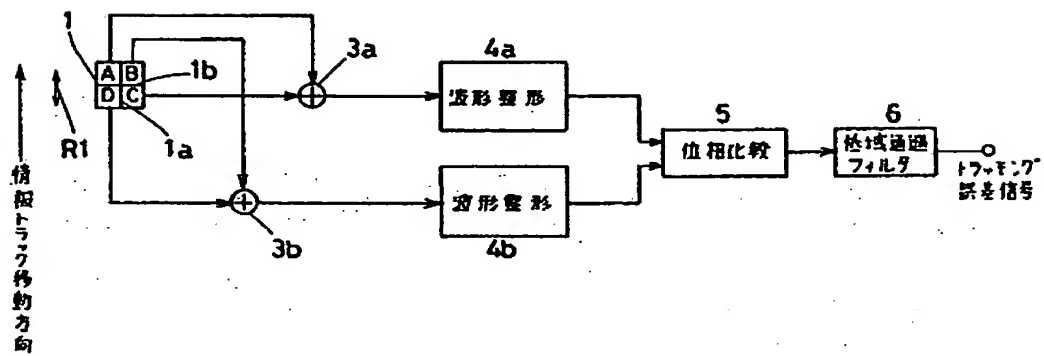 1
A B
D C
1b
1a
R1
情報トラック移動方向
3a
3b
4a
波形整形
波形整形
4b
5
位相比較
6
低域通過
フィルタ
トラッキング
誤差信号